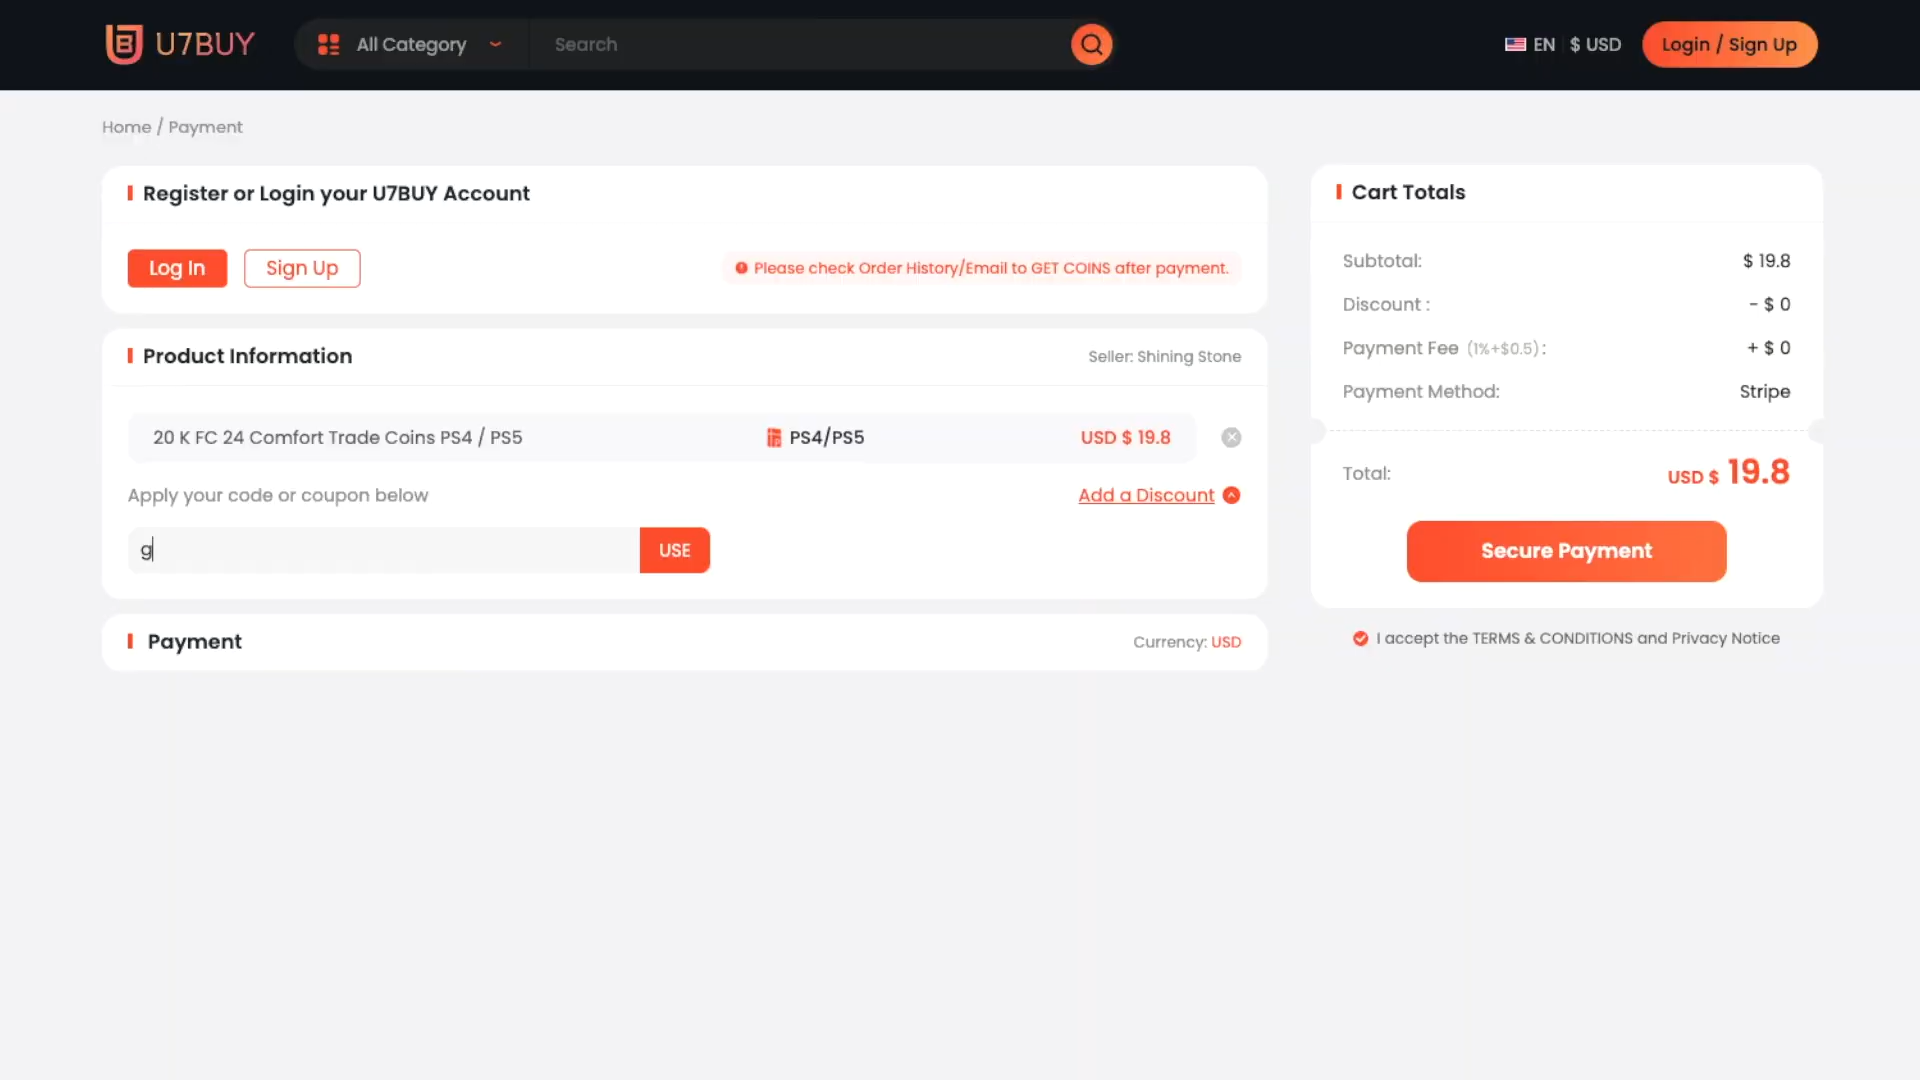 U7BUY
All Category
Search
EN
$ USD
Login / Sign Up
Home / Payment
Register or Login your U7BUY Account
Log In
Sign Up
Please check Order History/Email to GET COINS after payment.
Product Information
Seller: Shining Stone
20 K FC 24 Comfort Trade Coins PS4 / PS5
PS4/PS5
USD $ 19.8
Apply your code or coupon below
Add a Discount
g
USE
Payment
Currency: USD
Cart Totals
Subtotal:
$ 19.8
Discount :
- $ 0
Payment Fee (1%+$0.5) :
+ $ 0
Payment Method:
Stripe
Total:
USD $ 19.8
Secure Payment
I accept the TERMS & CONDITIONS and Privacy Notice